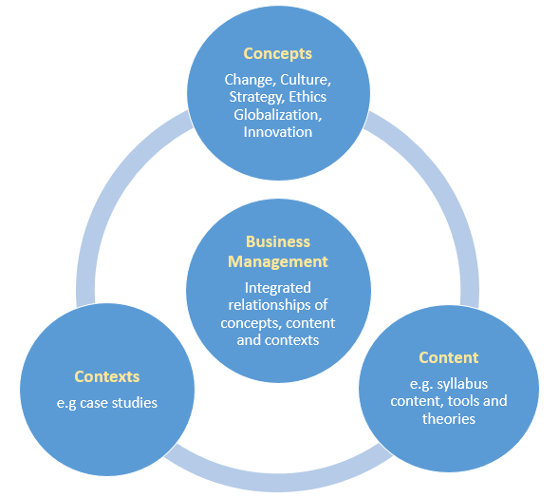 Concepts
Change, Culture,
Strategy, Ethics
Globalization,
Innovation
Business
Management
Integrated
relationships of
concepts, content
and contexts
Contexts
e.g case studies
Content
e.g. syllabus
content, tools and
theories